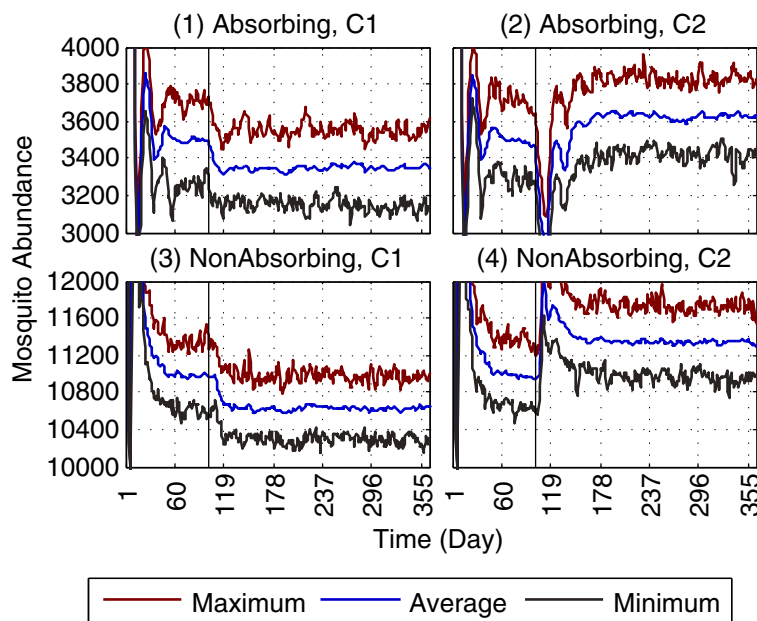 (1) Absorbing, C1
(2) Absorbing, C2
4000
3800
3600
3400
3200
3000
Mosquito Abundance
(3) NonAbsorbing, C1
(4) NonAbsorbing, C2
12000
11600
11200
10800
10400
10000
1 60 119 178 237 296 355
1 60 119 178 237 296 355
Time (Day)
Maximum Average Minimum